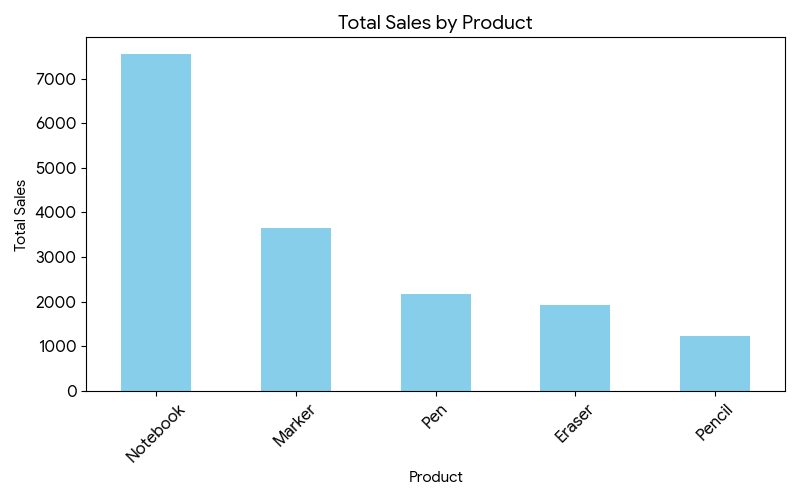 Total Sales by Product
Total Sales
7000
6000
5000
4000
3000
2000
1000
0
Notebook
Marker
Pen
Eraser
Pencil
Product